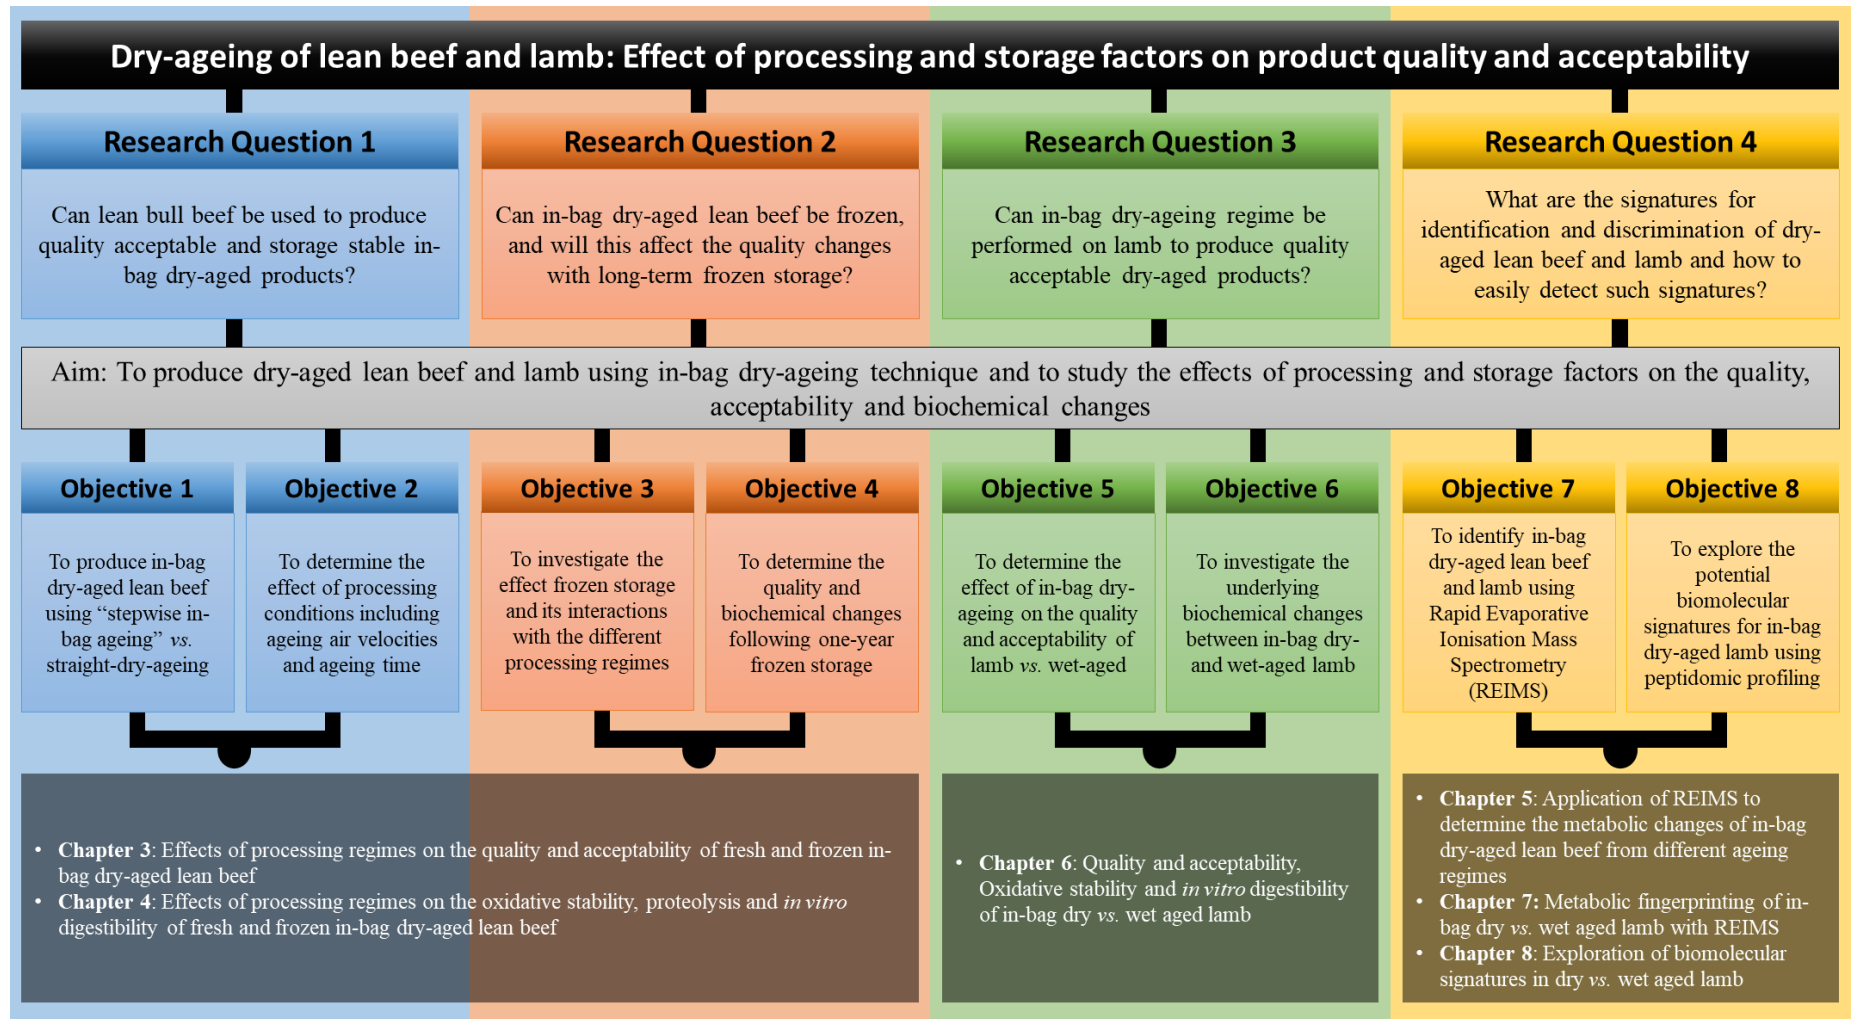 Dry-ageing of lean beef and lamb: Effect of processing and storage factors on product quality and acceptability
Research Question 1
Can lean bull beef be used to produce
quality acceptable and storage stable in-
bag dry-aged products?
Research Question 2
Can in-bag dry-aged lean beef be frozen,
and will this affect the quality changes
with long-term frozen storage?
Research Question 3
Can in-bag dry-ageing regime be
performed on lamb to produce quality
acceptable dry-aged products?
Research Question 4
What are the signatures for
identification and discrimination of dry-
aged lean beef and lamb and how to
easily detect such signatures?
Aim: To produce dry-aged lean beef and lamb using in-bag dry-ageing technique and to study the effects of processing and storage factors on the quality,
acceptability and biochemical changes
Objective 1
To produce in-bag
dry-aged lean beef
using “stepwise in-
bag ageing” vs.
straight-dry-ageing
Objective 2
To determine the
effect of processing
conditions including
ageing air velocities
and ageing time
Objective 3
To investigate the
effect frozen storage
and its interactions
with the different
processing regimes
Objective 4
To determine the
quality and
biochemical changes
following one-year
frozen storage
Objective 5
To determine the
effect of in-bag dry-
ageing on the quality
and acceptability of
lamb vs. wet-aged
Objective 6
To investigate the
underlying
biochemical changes
between in-bag dry-
and wet-aged lamb
Objective 7
To identify in-bag
dry-aged lean beef
and lamb using
Rapid Evaporative
Ionisation Mass
Spectrometry
(REIMS)
Objective 8
To explore the
potential
biomolecular
signatures for in-bag
dry-aged lamb using
peptidomic profiling
• Chapter 3: Effects of processing regimes on the quality and acceptability of fresh and frozen in-
bag dry-aged lean beef
• Chapter 4: Effects of processing regimes on the oxidative stability, proteolysis and in vitro
digestibility of fresh and frozen in-bag dry-aged lean beef
• Chapter 6: Quality and acceptability,
Oxidative stability and in vitro digestibility
of in-bag dry vs. wet aged lamb
• Chapter 5: Application of REIMS to
determine the metabolic changes of in-bag
dry-aged lean beef from different ageing
regimes
• Chapter 7: Metabolic fingerprinting of in-
bag dry vs. wet aged lamb with REIMS
• Chapter 8: Exploration of biomolecular
signatures in dry vs. wet aged lamb